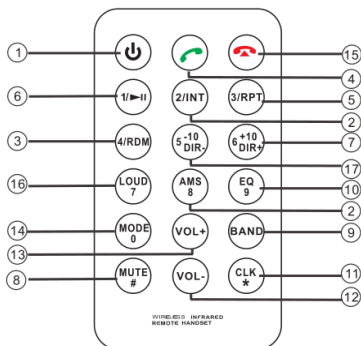 1
15
4
6
1/►II
2/INT
3/RPT
5
2
3
4/RDM
5 -10 DIR-
6 +10 DIR+
7
17
16
LOUD 7
AMS 8
EQ 9
10
2
14
MODE 0
VOL+
BAND
9
13
8
MUTE #
VOL-
CLK *
11
12
WIRELESS INFRARED
REMOTE HANDSET